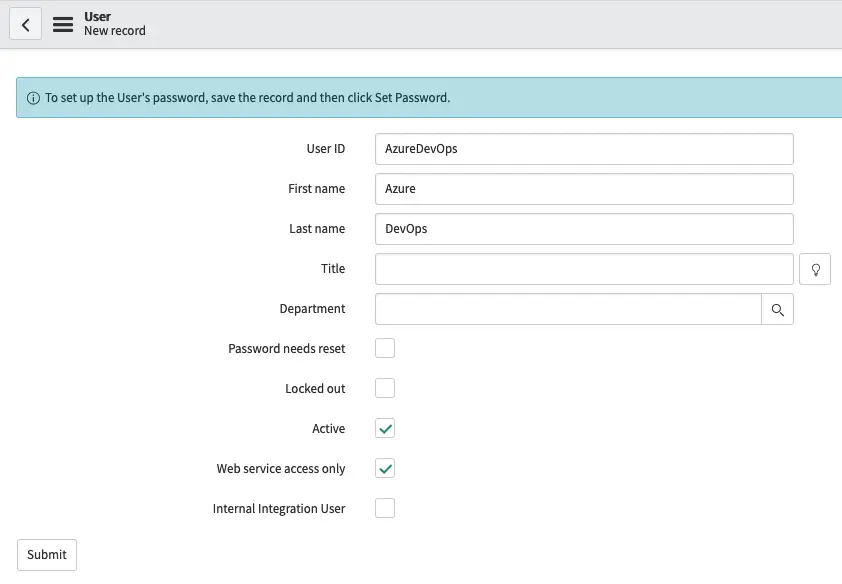 User
New record
To set up the User's password, save the record and then click Set Password.
User ID AzureDevOps
First name Azure
Last name DevOps
Title
Department
Password needs reset
Locked out
Active
Web service access only
Internal Integration User
Submit